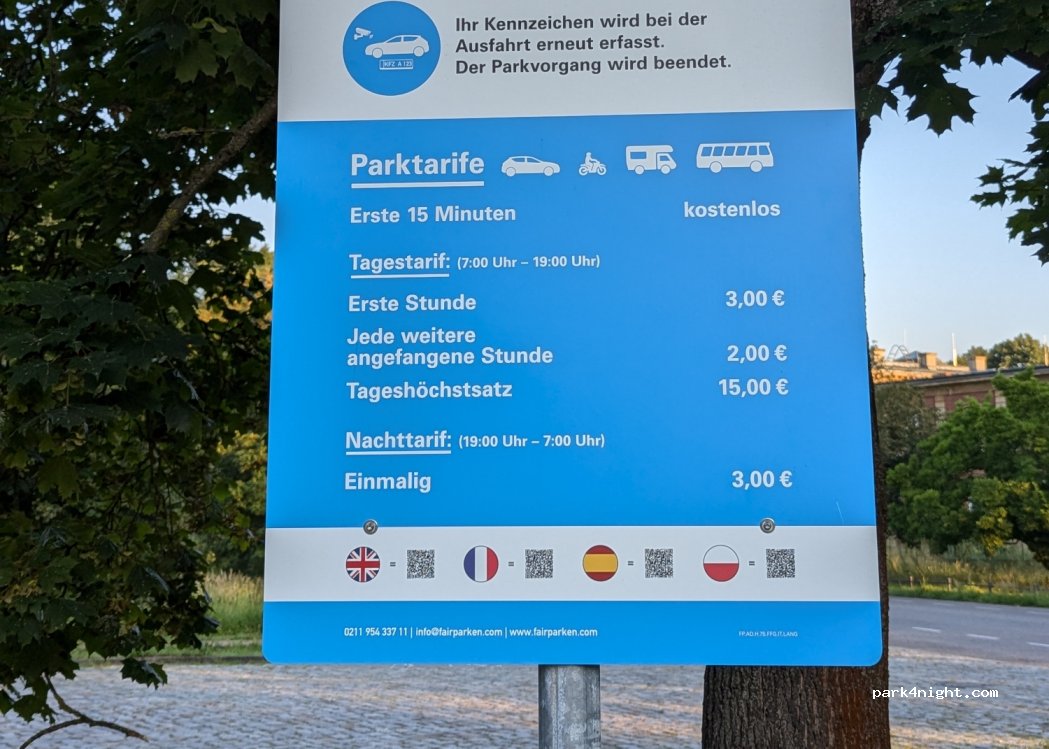 Ihr Kennzeichen wird bei der
Ausfahrt erneut erfasst.
Der Parkvorgang wird beendet.
KFZ A 123
Parktarife
Erste 15 Minuten kostenlos
Tagestarif: (7:00 Uhr – 19:00 Uhr)
Erste Stunde 3,00 €
Jede weitere
angefangene Stunde 2,00 €
Tageshöchstsatz 15,00 €
Nachttarif: (19:00 Uhr – 7:00 Uhr)
Einmalig 3,00 €
= = = =
0211 954 337 11 | info@fairparken.com | www.fairparken.com
park4night.com